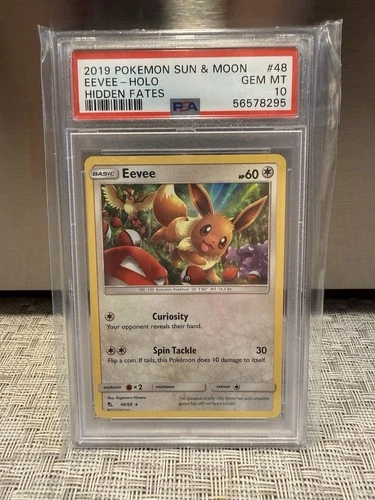 2019 POKEMON SUN & MOON #48
EEVEE - HOLO GEM MT
HIDDEN FATES 10
PSA 56578295
BASIC Eevee HP60
Curiosity
Your opponent reveals their hand.
Spin Tackle 30
Flip a coin. If tails, this Pokémon does 10 damage to itself.
weakness ×2 resistance retreat